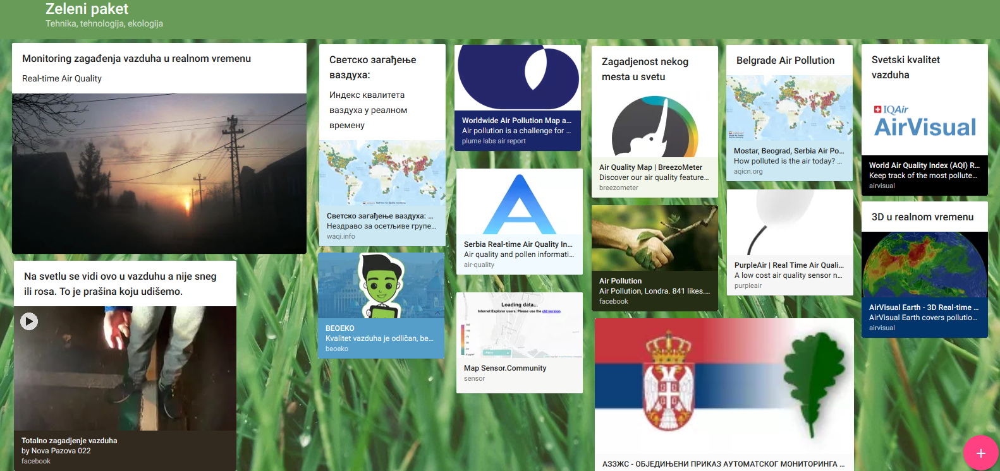 Zeleni paket
Tehnika, tehnologija, ekologija
Monitoring zagađenja vazduha u realnom vremenu
Real-time Air Quality
Na svetlu se vidi ovo u vazduhu a nije sneg
ili rosa. To je prašina koju udišemo.
Totalno zagadjenje vazduha
by Nova Pazova 022
facebook
Светско загађење
ваздуха:
Индекс квалитета
ваздуха у реалном
времену
Светско загађење ваздуха: ...
Нездраво за осетљиве групе...
waqi.info
BEOEKO
Kvalitet vazduha je odličan, be...
beoeko
Worldwide Air Pollution Map a...
Air pollution is a challenge for ...
plume labs air report
Serbia Real-time Air Quality In...
Air quality and pollen informati...
air-quality
Loading data...
Internet Explorer users: Please use the old version.
Map Sensor.Community
sensor
Zagadjenost nekog
mesta u svetu
Air Quality Map | BreezoMeter
Discover our air quality feature...
breezometer
Air Pollution
Air Pollution, Londra. 841 likes....
facebook
Belgrade Air Pollution
Mostar, Beograd, Serbia Air Po...
How polluted is the air today? ...
aqicn.org
PurpleAir | Real Time Air Quali...
A low cost air quality sensor n...
purpleair
АЗЗЖС - ОБЈЕДИЊЕНИ ПРИКАЗ АУТОМАТСКОГ МОНИТОРИНГА ...
Svetski kvalitet
vazduha
IQAir
AirVisual
World Air Quality Index (AQI) R...
Keep track of the most pollute...
airvisual
3D u realnom vremenu
AirVisual Earth - 3D Real-time ...
AirVisual Earth covers pollutio...
airvisual